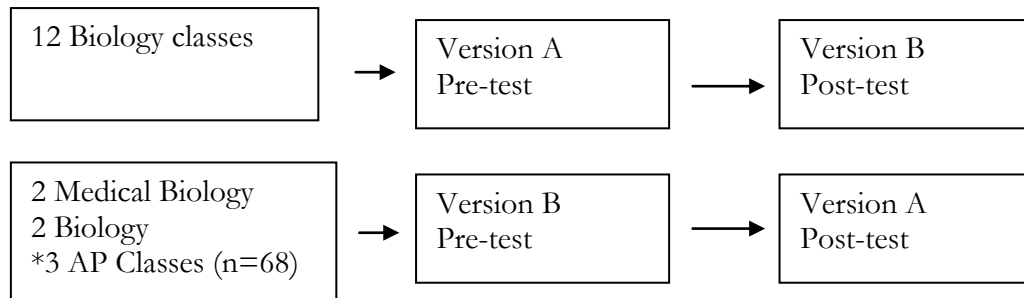 12 Biology classes
Version A
Pre-test
Version B
Post-test
2 Medical Biology
2 Biology
*3 AP Classes (n=68)
Version B
Pre-test
Version A
Post-test